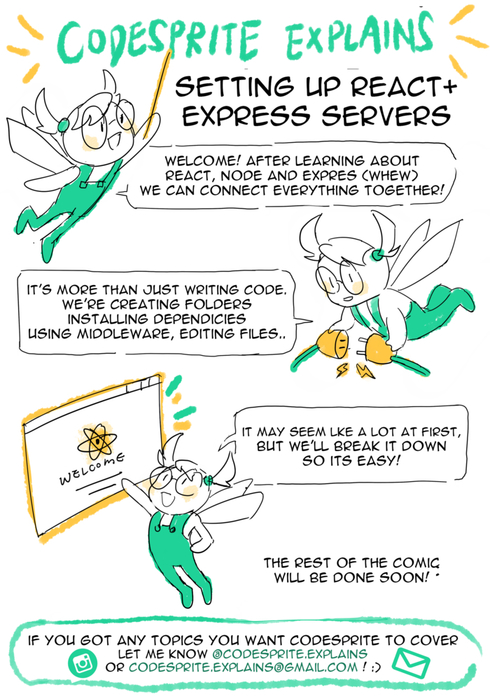 CODESPRITE EXPLAINS
SETTING UP REACT+
EXPRESS SERVERS
WELCOME! AFTER LEARNING ABOUT
REACT, NODE AND EXPRES (WHEW)
WE CAN CONNECT EVERYTHING TOGETHER!
IT'S MORE THAN JUST WRITING CODE.
WE'RE CREATING FOLDERS
INSTALLING DEPENDICIES
USING MIDDLEWARE, EDITING FILES..
WELCOME
IT MAY SEEM LKE A LOT AT FIRST,
BUT WE'LL BREAK IT DOWN
SO ITS EASY!
THE REST OF THE COMIC
WILL BE DONE SOON! *
IF YOU GOT ANY TOPICS YOU WANT CODESPRITE TO COVER
LET ME KNOW @CODESPRITE.EXPLAINS
OR CODESPRITE.EXPLAINS@GMAIL.COM ! :)